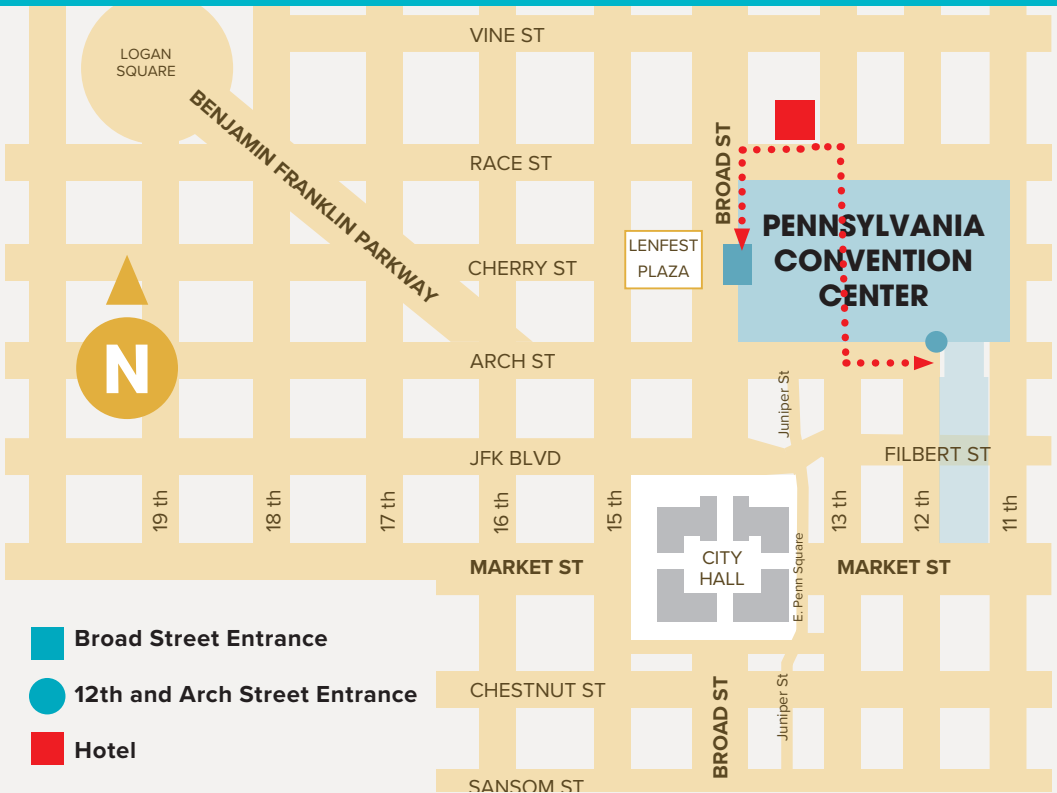 VINE ST
LOGAN
SQUARE
BENJAMIN FRANKLIN PARKWAY
BROAD ST
RACE ST
PENNSYLVANIA
CONVENTION
CENTER
LENFEST
PLAZA
CHERRY ST
N
ARCH ST
Juniper St
JFK BLVD
FILBERT ST
19 th
18 th
17 th
16 th
15 th
13 th
12 th
11 th
CITY
HALL
E. Penn Square
MARKET ST
MARKET ST
Broad Street Entrance
12th and Arch Street Entrance
Hotel
CHESTNUT ST
BROAD ST
Juniper St
SANSOM ST